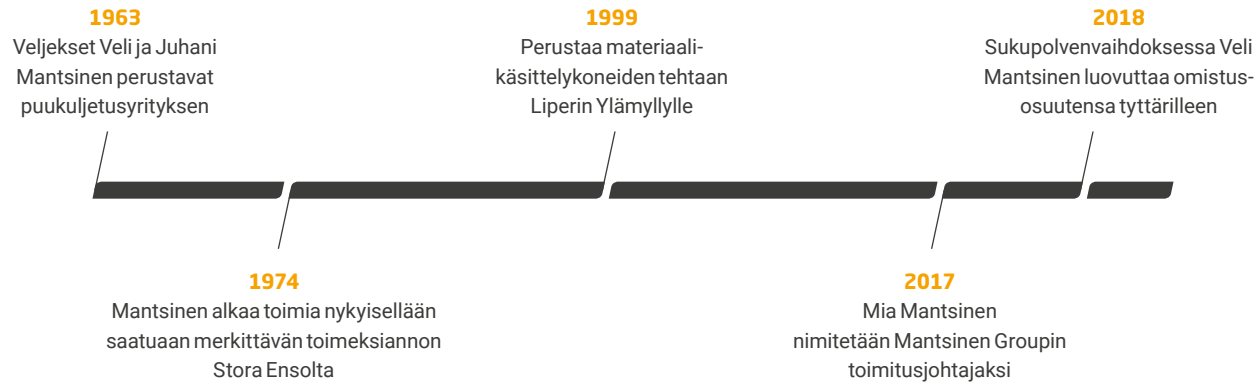 1963
Veljekset Veli ja Juhani
Mantsinen perustavat
puukuljetusyrityksen
1999
Perustaa materiaali-
käsittelykoneiden tehtaan
Liperin Ylämyllylle
2018
Sukupolvenvaihdoksessa Veli
Mantsinen luovuttaa omistus-
osuutensa tyttärilleen
1974
Mantsinen alkaa toimia nykyisellään
saatuaan merkittävän toimeksiannon
Stora Ensolta
2017
Mia Mantsinen
nimitetään Mantsinen Groupin
toimitusjohtajaksi